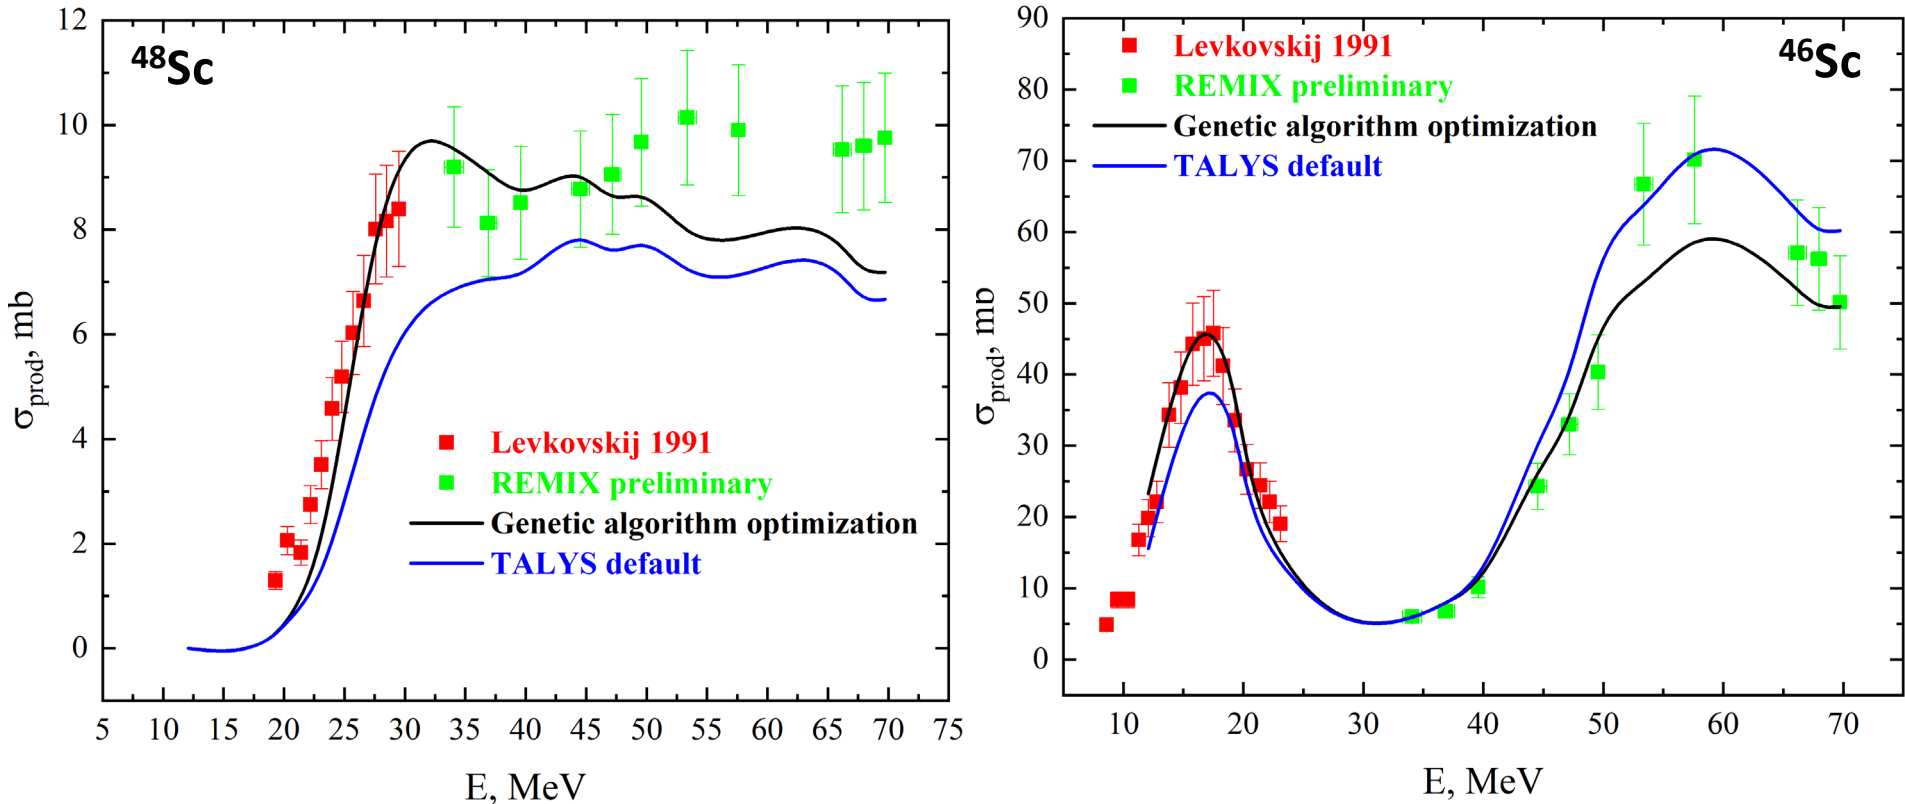 48Sc
12
10
8
6
4
2
0
σprod, mb
Levkovskij 1991
REMIX preliminary
Genetic algorithm optimization
TALYS default
5 10 15 20 25 30 35 40 45 50 55 60 65 70 75
E, MeV
46Sc
90
80
70
60
50
40
30
20
10
0
σprod, mb
Levkovskij 1991
REMIX preliminary
Genetic algorithm optimization
TALYS default
10 20 30 40 50 60 70
E, MeV